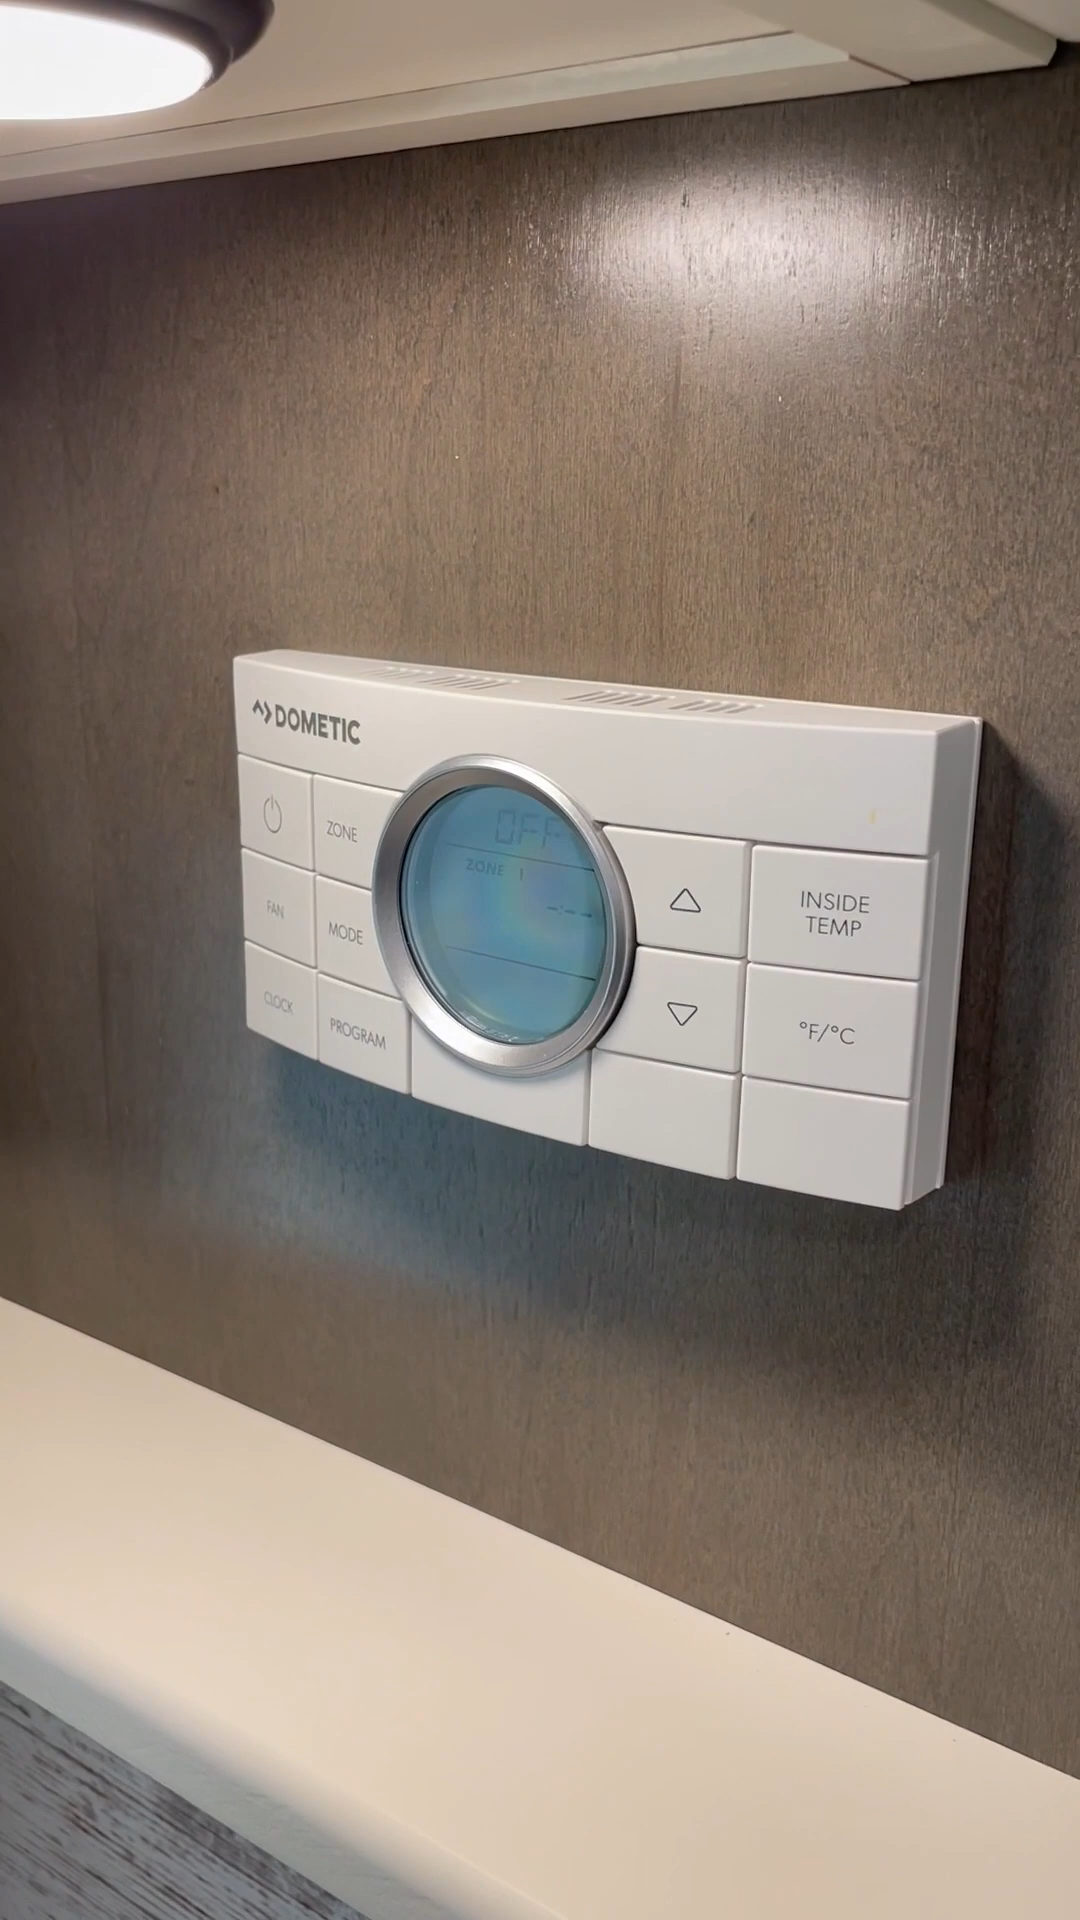 DOMETIC
OFF
ZONE 1
-:--
ZONE
FAN
MODE
CLOCK
PROGRAM
INSIDE
TEMP
°F/°C